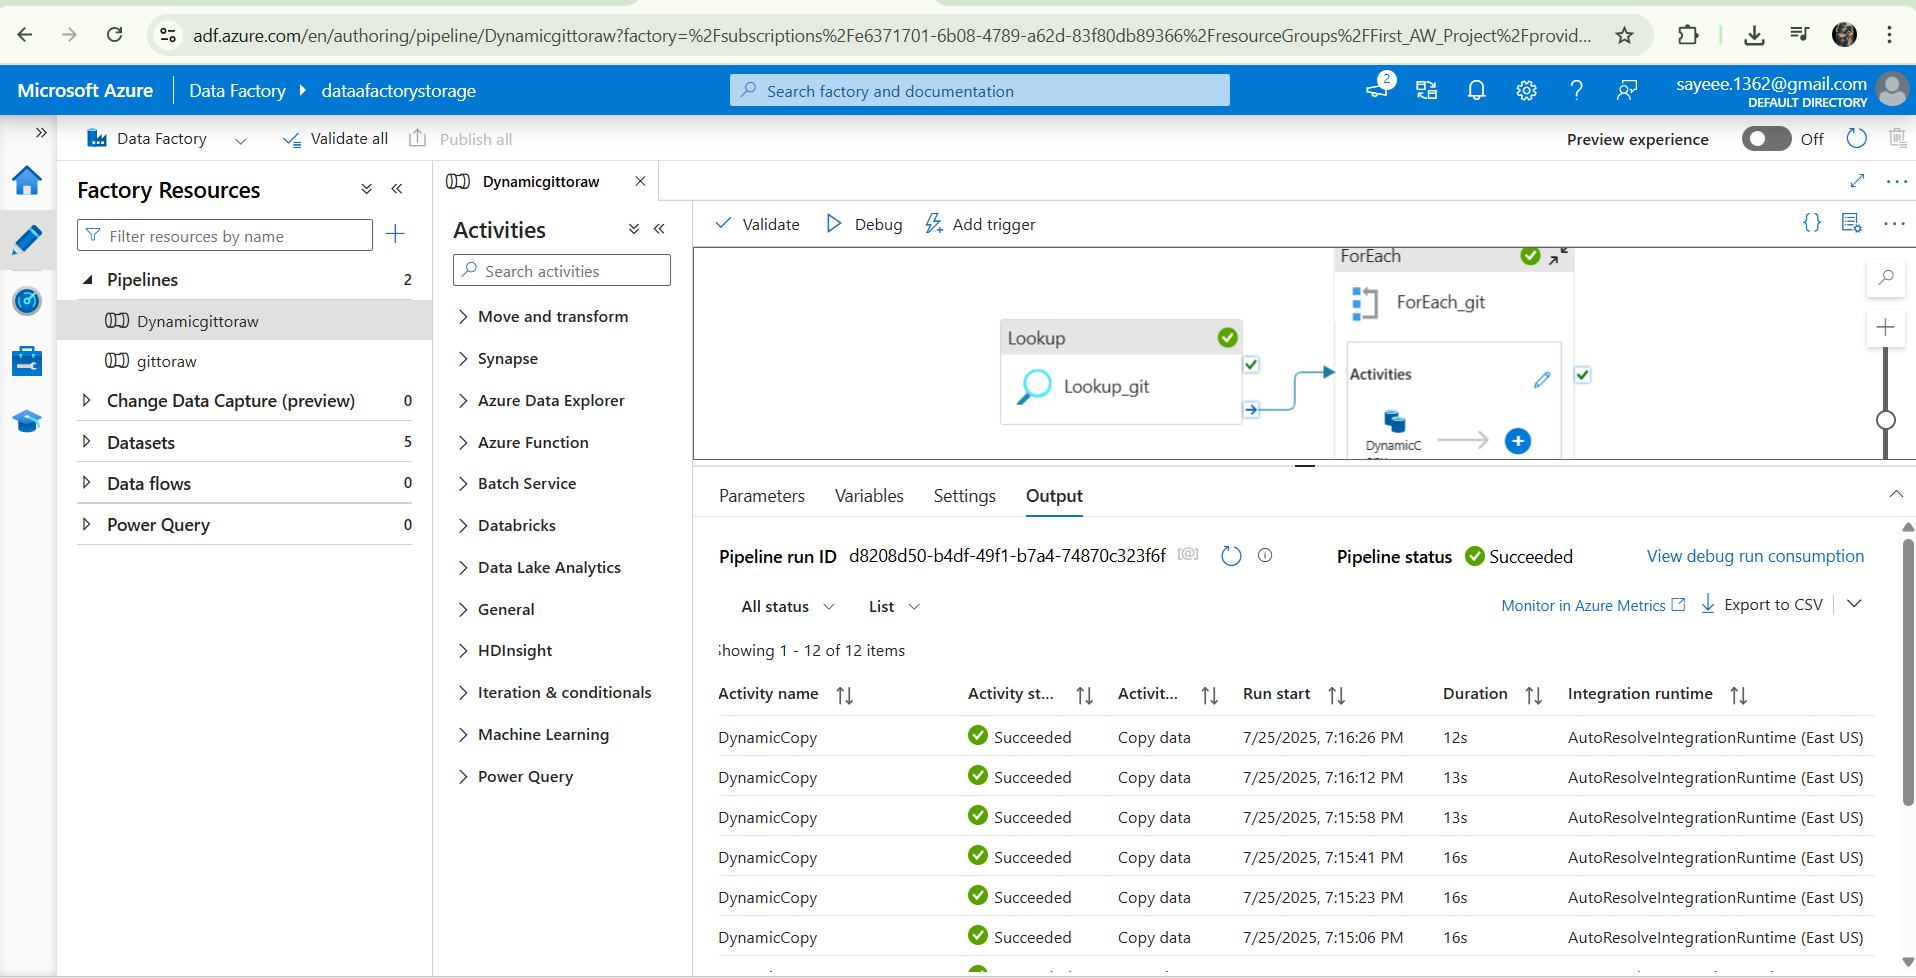 adf.azure.com/en/authoring/pipeline/Dynamicgittoraw?factory=%2Fsubscriptions%2Fe6371701-6b08-4789-a62d-83f80db89366%2FresourceGroups%2FFirst_AW_Project%2Fprovid...
Microsoft Azure
Data Factory
dataafactorystorage
Search factory and documentation
2
sayeee.1362@gmail.com
DEFAULT DIRECTORY
Data Factory
Validate all
Publish all
Preview experience
Off
Factory Resources
Filter resources by name
Pipelines 2
Dynamicgittoraw
gittoraw
Change Data Capture (preview) 0
Datasets 5
Data flows 0
Power Query 0
Dynamicgittoraw
Activities
Search activities
Move and transform
Synapse
Azure Data Explorer
Azure Function
Batch Service
Databricks
Data Lake Analytics
General
HDInsight
Iteration & conditionals
Machine Learning
Power Query
Validate
Debug
Add trigger
Lookup
Lookup_git
ForEach
ForEach_git
Activities
DynamicC
Parameters
Variables
Settings
Output
Pipeline run ID d8208d50-b4df-49f1-b7a4-74870c323f6f
Pipeline status Succeeded
View debug run consumption
All status
List
Monitor in Azure Metrics
Export to CSV
Showing 1 - 12 of 12 items
Activity name Activity st... Activit... Run start Duration Integration runtime
DynamicCopy Succeeded Copy data 7/25/2025, 7:16:26 PM 12s AutoResolveIntegrationRuntime (East US)
DynamicCopy Succeeded Copy data 7/25/2025, 7:16:12 PM 13s AutoResolveIntegrationRuntime (East US)
DynamicCopy Succeeded Copy data 7/25/2025, 7:15:58 PM 13s AutoResolveIntegrationRuntime (East US)
DynamicCopy Succeeded Copy data 7/25/2025, 7:15:41 PM 16s AutoResolveIntegrationRuntime (East US)
DynamicCopy Succeeded Copy data 7/25/2025, 7:15:23 PM 16s AutoResolveIntegrationRuntime (East US)
DynamicCopy Succeeded Copy data 7/25/2025, 7:15:06 PM 16s AutoResolveIntegrationRuntime (East US)